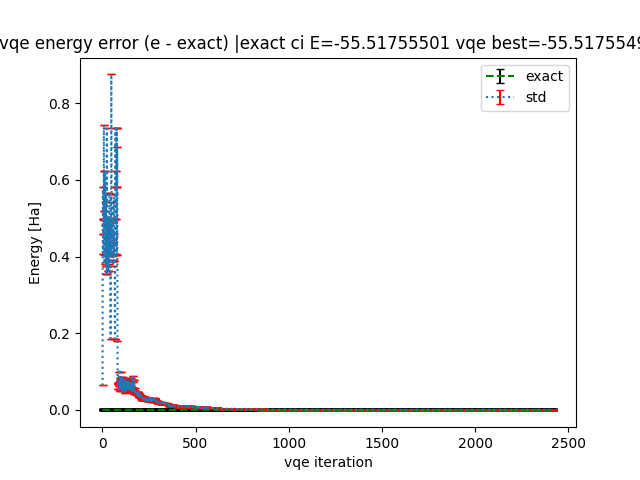 vqe energy error (e - exact) |exact ci E=-55.51755501 vqe best=-55.5175549
exact
std
Energy [Ha]
0.8
0.6
0.4
0.2
0.0
0 500 1000 1500 2000 2500
vqe iteration